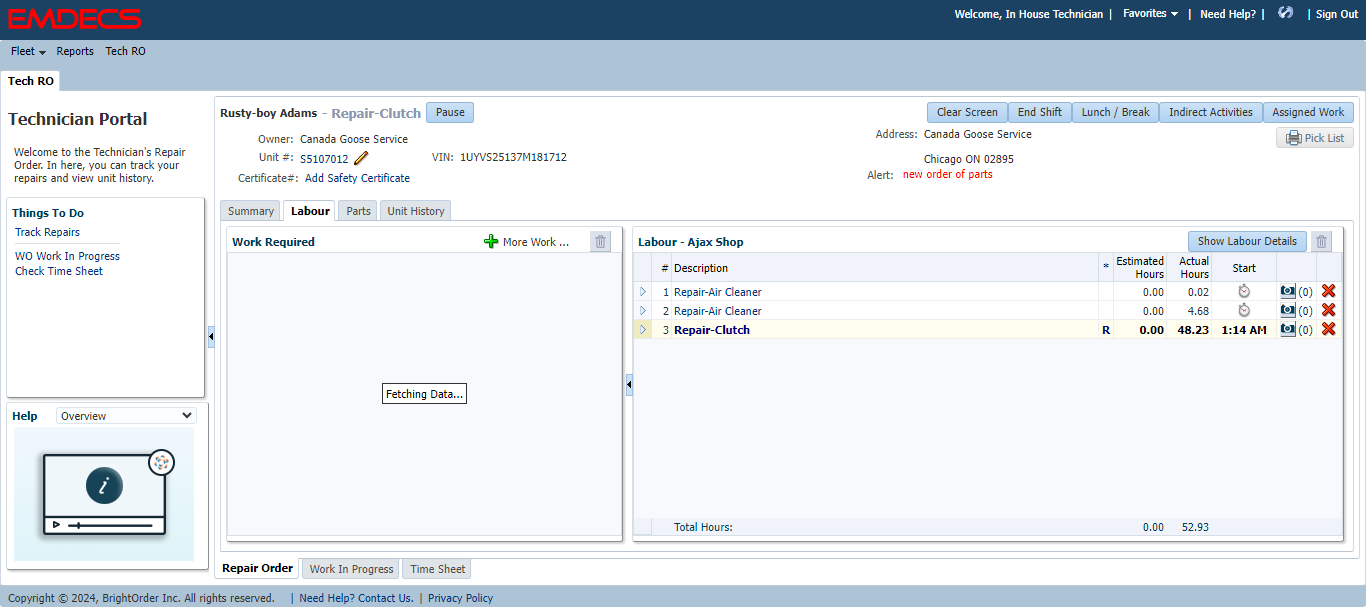 EMDECS
Welcome, In House Technician | Favorites | Need Help? | | Sign Out
Fleet Reports Tech RO
Tech RO
Technician Portal
Welcome to the Technician's Repair
Order. In here, you can track your
repairs and view unit history.
Things To Do
Track Repairs
WO Work In Progress
Check Time Sheet
Help Overview
i
Rusty-boy Adams - Repair-Clutch Pause
Clear Screen End Shift Lunch / Break Indirect Activities Assigned Work
Pick List
Owner: Canada Goose Service
Unit #: S5107012 VIN: 1UYVS25137M181712
Certificate#: Add Safety Certificate
Address: Canada Goose Service
Chicago ON 02895
Alert: new order of parts
Summary Labour Parts Unit History
Work Required More Work ...
Fetching Data...
Labour - Ajax Shop Show Labour Details
# Description * Estimated Hours Actual Hours Start
1 Repair-Air Cleaner 0.00 0.02 (0)
2 Repair-Air Cleaner 0.00 4.68 (0)
3 Repair-Clutch R 0.00 48.23 1:14 AM (0)
Total Hours: 0.00 52.93
Repair Order Work In Progress Time Sheet
Copyright © 2024, BrightOrder Inc. All rights reserved. | Need Help? Contact Us. | Privacy Policy